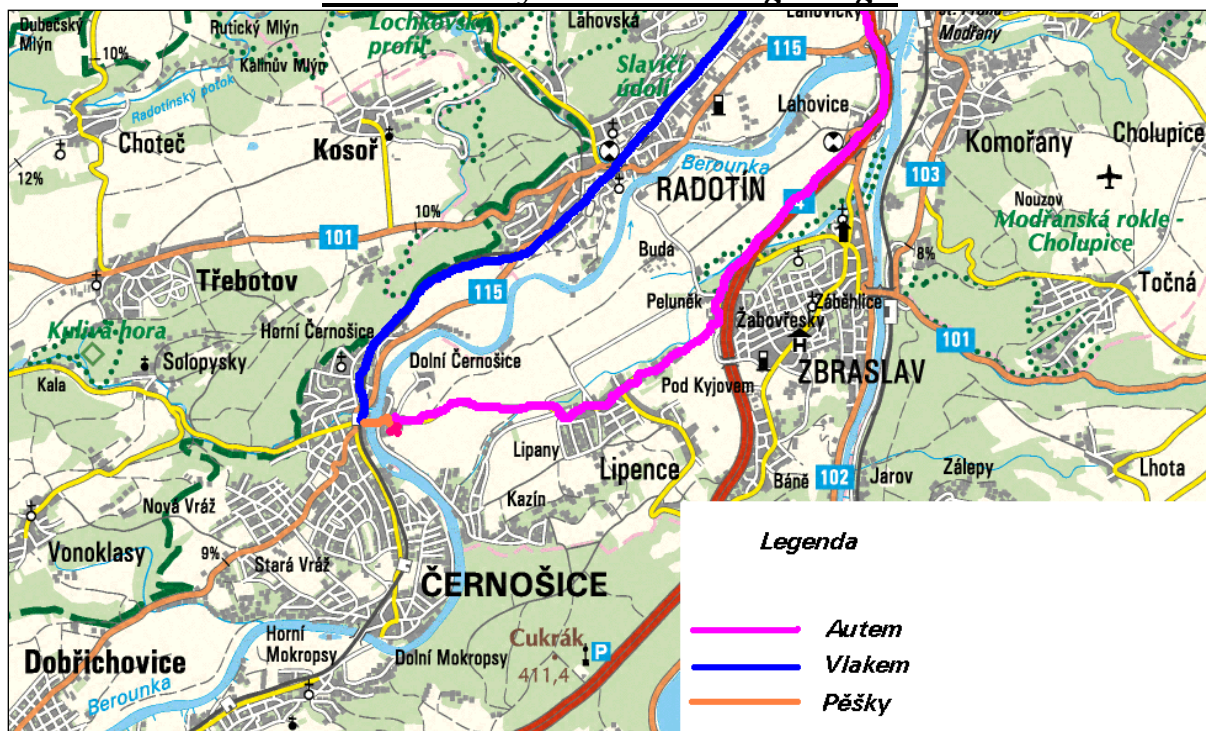 Dubečský
Mlýn
Rutický Mlýn
Kalinův Mlýn
Lochkovský
profil
Lahovská
115
Lahovičky
Modřany
Radotínský potok
Slavičí
údolí
Lahovice
Choteč
Kosoř
Komořany
Cholupice
12%
Berounka
RADOTÍN
103
10%
101
4
Nouzov
Modřanská rokle -
Cholupice
Buda
8%
Třebotov
115
Peluněk
Záběhlice
Točná
Kulivá hora
Horní Černošice
Žabovřesky
101
Solopysky
Dolní Černošice
H
Kala
Pod Kyjovem
ZBRASLAV
Lipany
Lipence
Báně
102
Jarov
Zálepy
Lhota
Kazín
Nová Vráž
Vonoklasy
9%
Stará Vráž
ČERNOŠICE
Legenda
Cukrák
411,4
P
Autem
Horní
Mokropsy
Dolní Mokropsy
Vlakem
Dobřichovice
Berounka
Pěšky